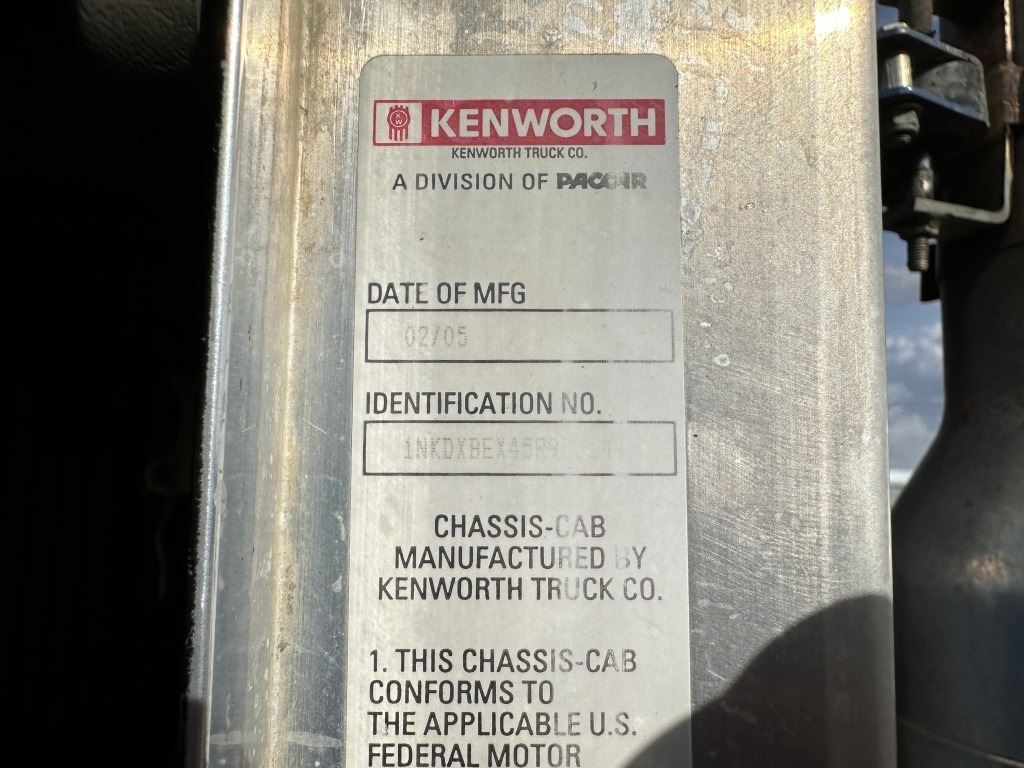 KW
KENWORTH
KENWORTH TRUCK CO.
A DIVISION OF PACCAR
DATE OF MFG
02/05
IDENTIFICATION NO.
CHASSIS-CAB
MANUFACTURED BY
KENWORTH TRUCK CO.
1. THIS CHASSIS-CAB
CONFORMS TO
THE APPLICABLE U.S.
FEDERAL MOTOR